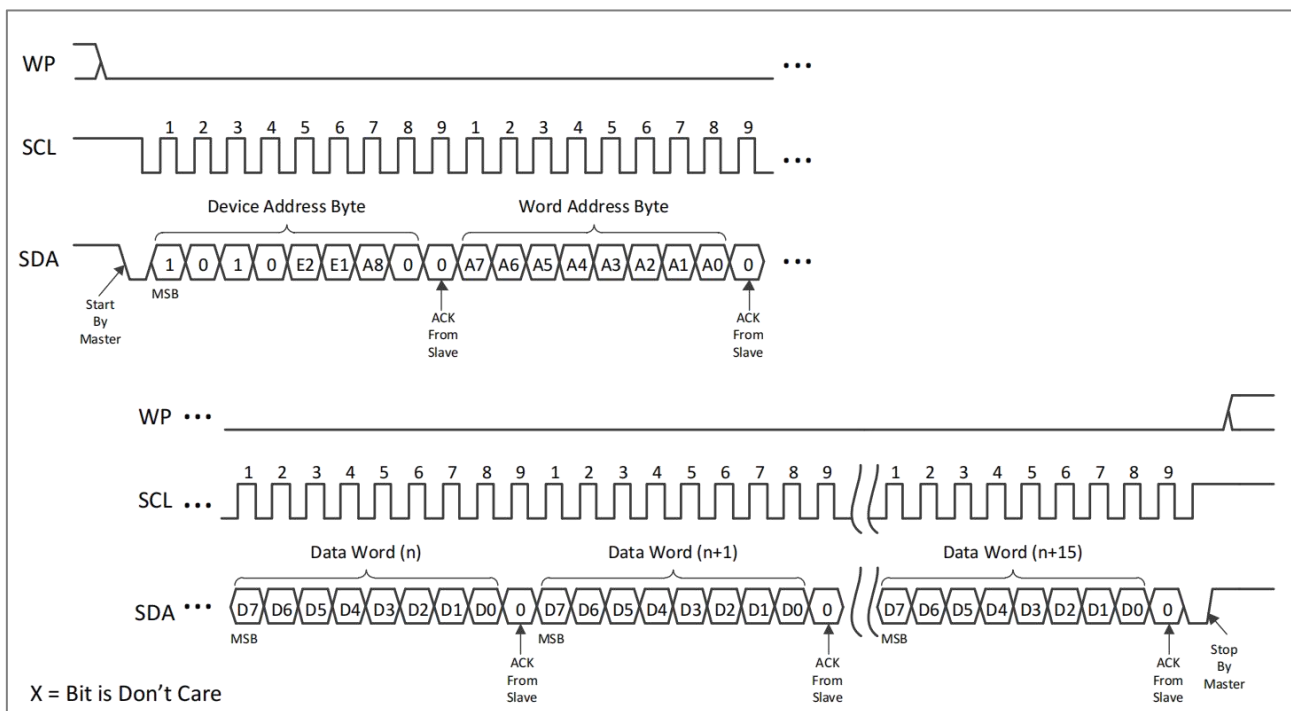 WP
...
1 2 3 4 5 6 7 8 9 1 2 3 4 5 6 7 8 9
SCL
...
Device Address Byte Word Address Byte
SDA 1 0 1 0 E2 E1 A8 0 0 A7 A6 A5 A4 A3 A2 A1 A0 0 ...
MSB
Start
By
Master
ACK
From
Slave
ACK
From
Slave
WP ...
1 2 3 4 5 6 7 8 9 1 2 3 4 5 6 7 8 9 1 2 3 4 5 6 7 8 9
SCL ...
Data Word (n) Data Word (n+1) Data Word (n+15)
SDA ... D7 D6 D5 D4 D3 D2 D1 D0 0 D7 D6 D5 D4 D3 D2 D1 D0 0 D7 D6 D5 D4 D3 D2 D1 D0 0
MSB MSB MSB
ACK
From
Slave
ACK
From
Slave
ACK
From
Slave
Stop
By
Master
X = Bit is Don’t Care